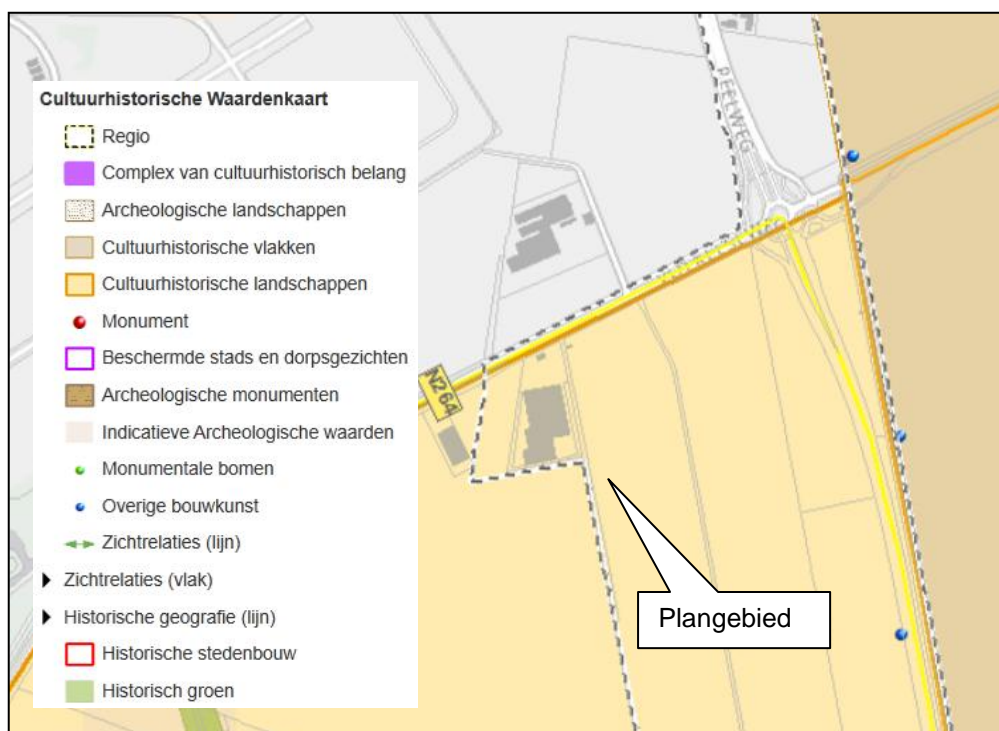 Cultuurhistorische Waardenkaart
Regio
Complex van cultuurhistorisch belang
Archeologische landschappen
Cultuurhistorische vlakken
Cultuurhistorische landschappen
Monument
Beschermde stads en dorpsgezichten
Archeologische monumenten
Indicatieve Archeologische waarden
Monumentale bomen
Overige bouwkunst
Zichtrelaties (lijn)
Zichtrelaties (vlak)
Historische geografie (lijn)
Historische stedenbouw
Historisch groen
PEELWEG
N264
Plangebied